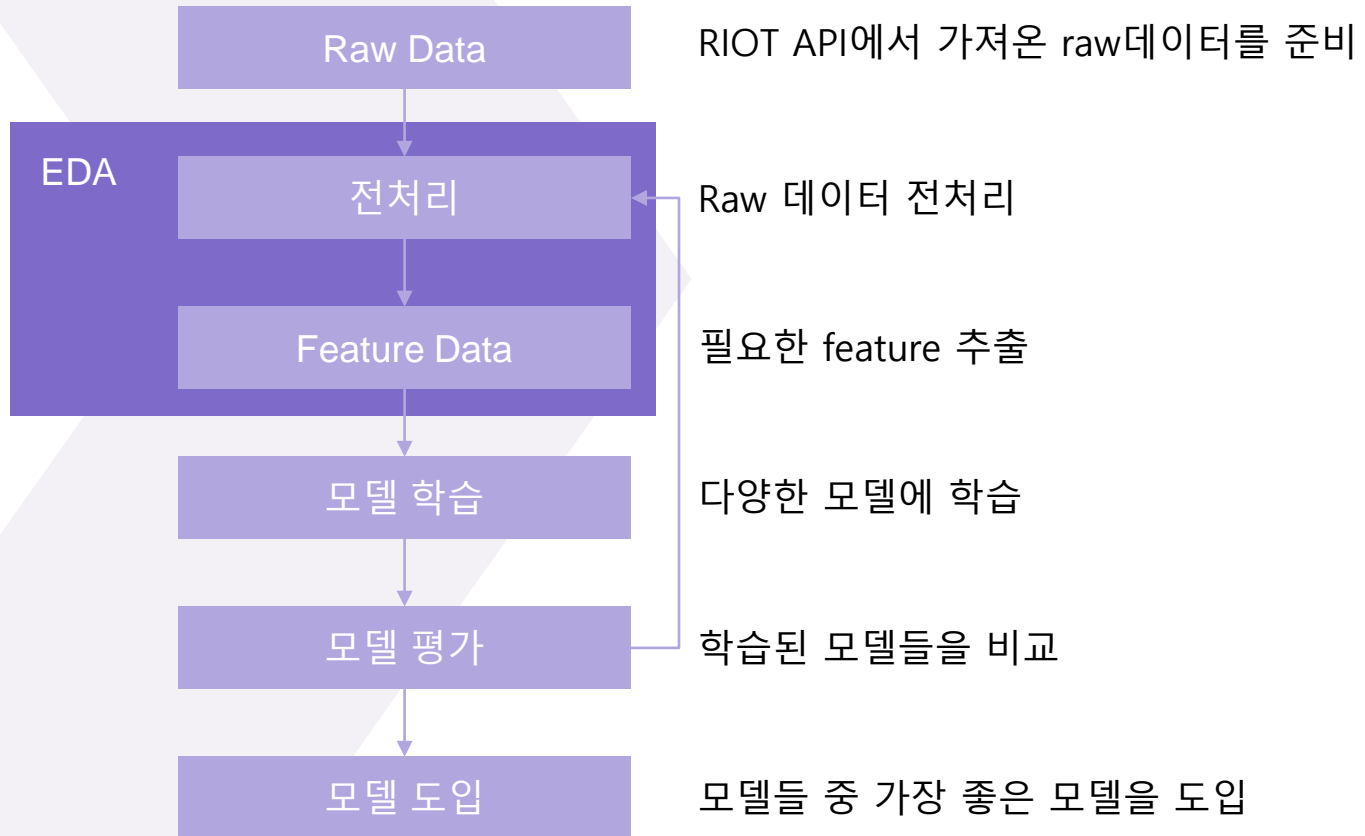 Raw Data
RIOT API에서 가져온 raw데이터를 준비
EDA
전처리
Raw 데이터 전처리
Feature Data
필요한 feature 추출
모델 학습
다양한 모델에 학습
모델 평가
학습된 모델들을 비교
모델 도입
모델들 중 가장 좋은 모델을 도입